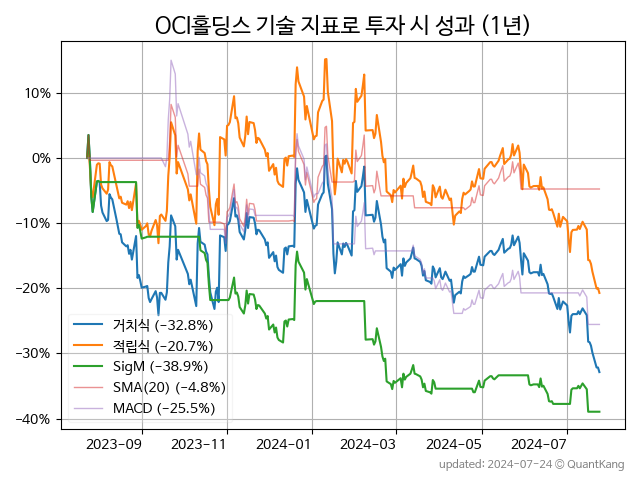 OCI홀딩스 기술 지표로 투자 시 성과 (1년)
10%
0%
−10%
−20%
−30%
−40%
거치식 (−32.8%)
적립식 (−20.7%)
SigM (−38.9%)
SMA(20) (−4.8%)
MACD (−25.5%)
2023−09
2023−11
2024−01
2024−03
2024−05
2024−07
updated: 2024−07−24 ⓒ QuantKang